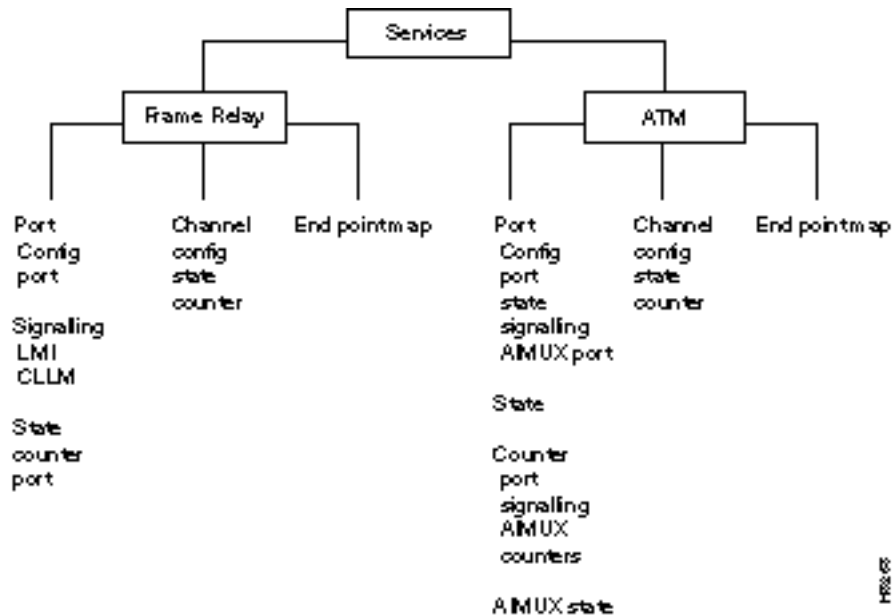 Services
Frame Relay
ATM
Port
Config
port
Signalling
LMI
CLLM
State
counter
port
Channel
config
state
counter
End pointmap
Port
Config
port
state
signalling
AIMUX port
State
Counter
port
signalling
AIMUX
counters
AIMUX state
Channel
config
state
counter
End pointmap